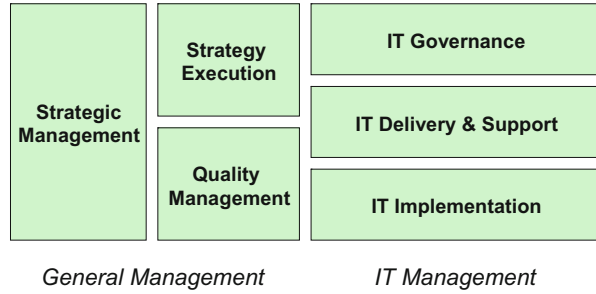 Strategic
Management
Strategy
Execution
Quality
Management
IT Governance
IT Delivery & Support
IT Implementation
General Management
IT Management